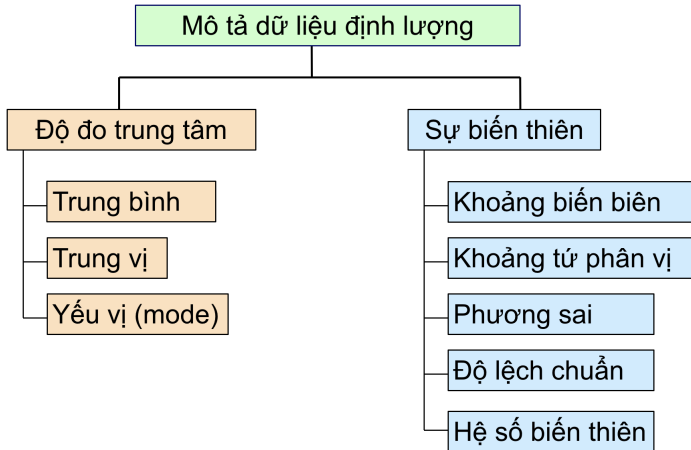 Mô tả dữ liệu định lượng
Độ đo trung tâm
Trung bình
Trung vị
Yếu vị (mode)
Sự biến thiên
Khoảng biến biên
Khoảng tứ phân vị
Phương sai
Độ lệch chuẩn
Hệ số biến thiên